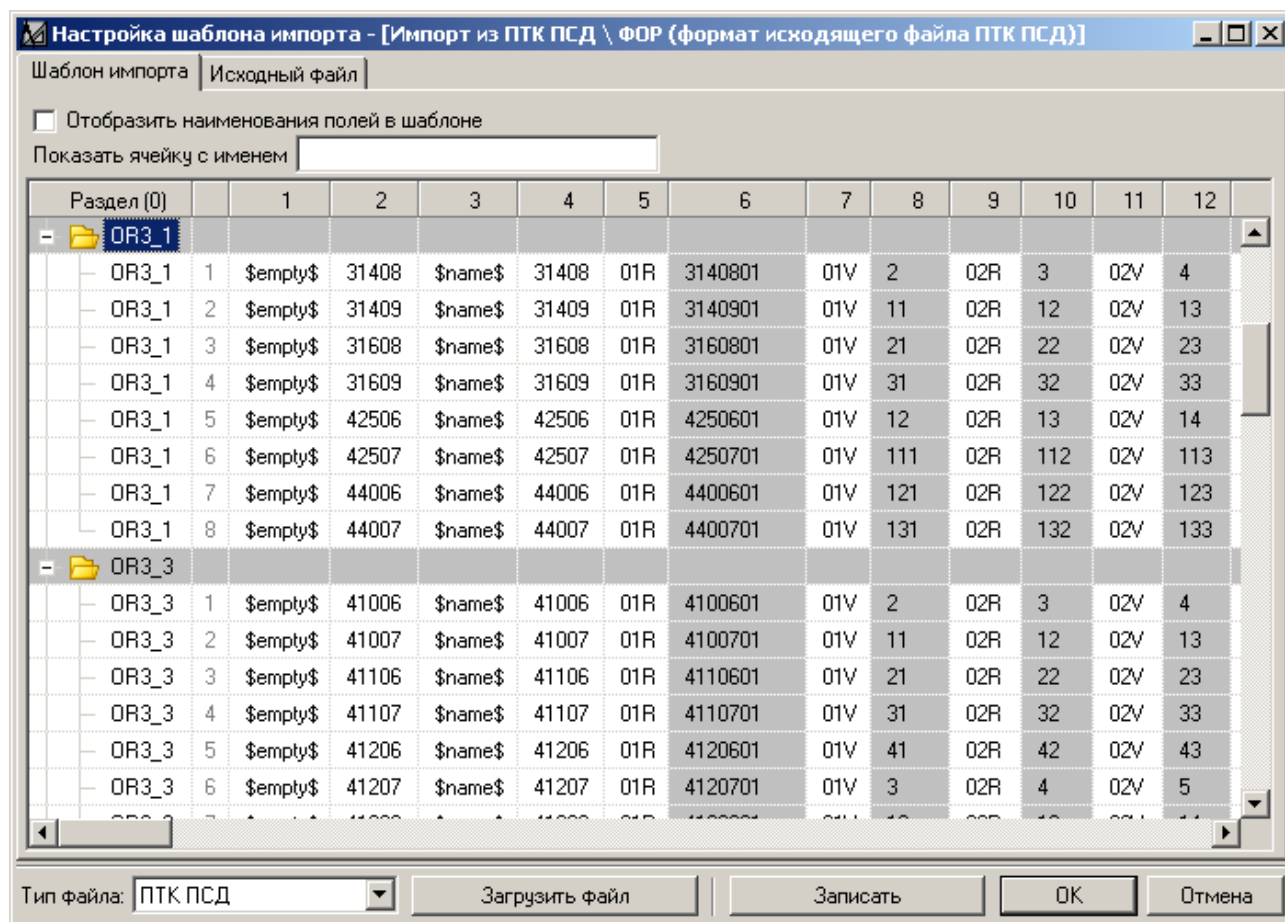 Настройка шаблона импорта - [Импорт из ПТК ПСД \ ФОР (формат исходящего файла ПТК ПСД)]
Шаблон импорта Исходный файл
Отобразить наименования полей в шаблоне
Показать ячейку с именем
Раздел (0) 1 2 3 4 5 6 7 8 9 10 11 12
OR3_1
OR3_1 1 $empty$ 31408 $name$ 31408 01R 3140801 01V 2 02R 3 02V 4
OR3_1 2 $empty$ 31409 $name$ 31409 01R 3140901 01V 11 02R 12 02V 13
OR3_1 3 $empty$ 31608 $name$ 31608 01R 3160801 01V 21 02R 22 02V 23
OR3_1 4 $empty$ 31609 $name$ 31609 01R 3160901 01V 31 02R 32 02V 33
OR3_1 5 $empty$ 42506 $name$ 42506 01R 4250601 01V 12 02R 13 02V 14
OR3_1 6 $empty$ 42507 $name$ 42507 01R 4250701 01V 111 02R 112 02V 113
OR3_1 7 $empty$ 44006 $name$ 44006 01R 4400601 01V 121 02R 122 02V 123
OR3_1 8 $empty$ 44007 $name$ 44007 01R 4400701 01V 131 02R 132 02V 133
OR3_3
OR3_3 1 $empty$ 41006 $name$ 41006 01R 4100601 01V 2 02R 3 02V 4
OR3_3 2 $empty$ 41007 $name$ 41007 01R 4100701 01V 11 02R 12 02V 13
OR3_3 3 $empty$ 41106 $name$ 41106 01R 4110601 01V 21 02R 22 02V 23
OR3_3 4 $empty$ 41107 $name$ 41107 01R 4110701 01V 31 02R 32 02V 33
OR3_3 5 $empty$ 41206 $name$ 41206 01R 4120601 01V 41 02R 42 02V 43
OR3_3 6 $empty$ 41207 $name$ 41207 01R 4120701 01V 3 02R 4 02V 5
Тип файла: ПТК ПСД Загрузить файл Записать OK Отмена